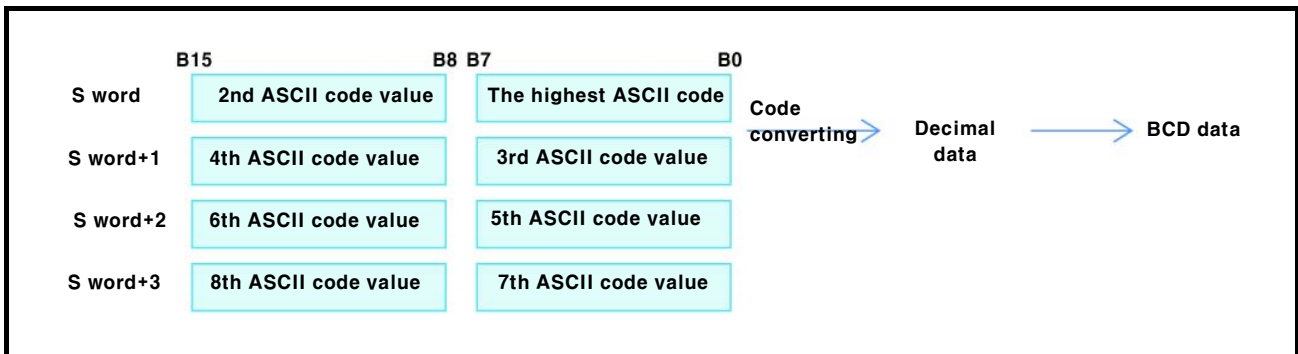 B15 B8 B7 B0
S word 2nd ASCII code value The highest ASCII code
Code
converting
Decimal
data
BCD data
S word+1 4th ASCII code value 3rd ASCII code value
S word+2 6th ASCII code value 5th ASCII code value
S word+3 8th ASCII code value 7th ASCII code value